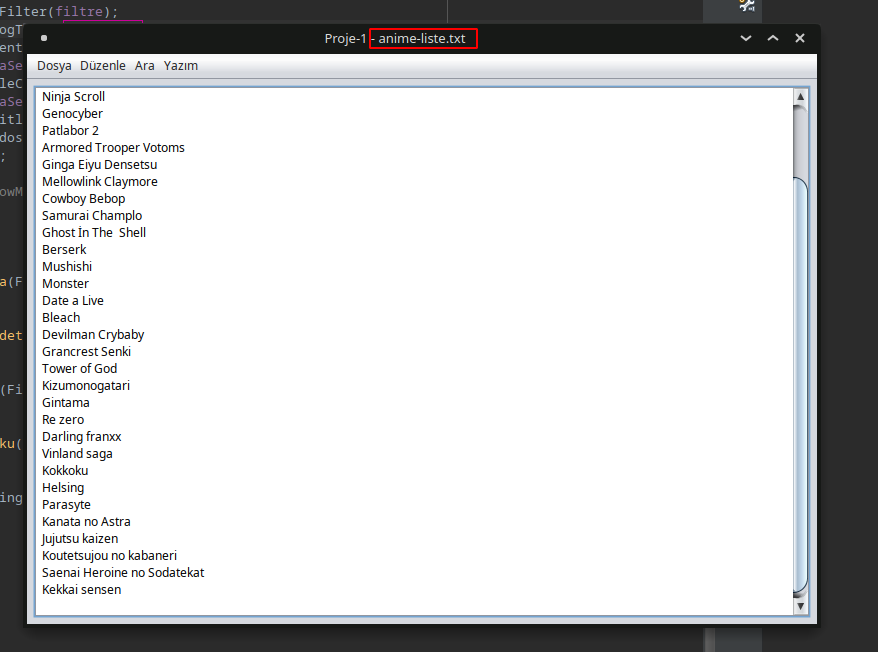 Filter(filtre);
ogT
ent
aSe
leC
aSe
itl
dos
;
owM
a(F
det
(Fi
ku(
ing
Proje-1 - anime-liste.txt
Dosya Düzenle Ara Yazım
Ninja Scroll
Genocyber
Patlabor 2
Armored Trooper Votoms
Ginga Eiyu Densetsu
Mellowlink Claymore
Cowboy Bebop
Samurai Champlo
Ghost İn The  Shell
Berserk
Mushishi
Monster
Date a Live
Bleach
Devilman Crybaby
Grancrest Senki
Tower of God
Kizumonogatari
Gintama
Re zero
Darling franxx
Vinland saga
Kokkoku
Helsing
Parasyte
Kanata no Astra
Jujutsu kaizen
Koutetsujou no kabaneri
Saenai Heroine no Sodatekat
Kekkai sensen